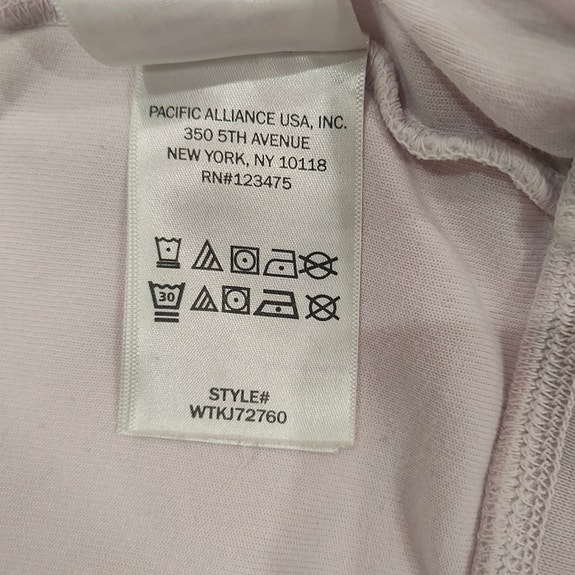 PACIFIC ALLIANCE USA, INC.
350 5TH AVENUE
NEW YORK, NY 10118
RN#123475
30
STYLE#
WTKJ72760